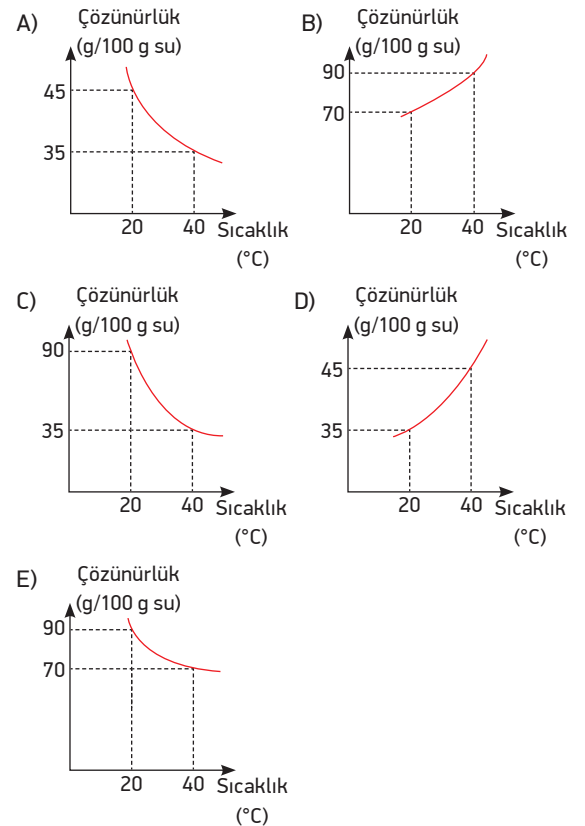 A)
Çözünürlük
(g/100 g su)
45
35
20
40
Sıcaklık
(°C)
B)
Çözünürlük
(g/100 g su)
90
70
20
40
Sıcaklık
(°C)
C)
Çözünürlük
(g/100 g su)
90
35
20
40
Sıcaklık
(°C)
D)
Çözünürlük
(g/100 g su)
45
35
20
40
Sıcaklık
(°C)
E)
Çözünürlük
(g/100 g su)
90
70
20
40
Sıcaklık
(°C)